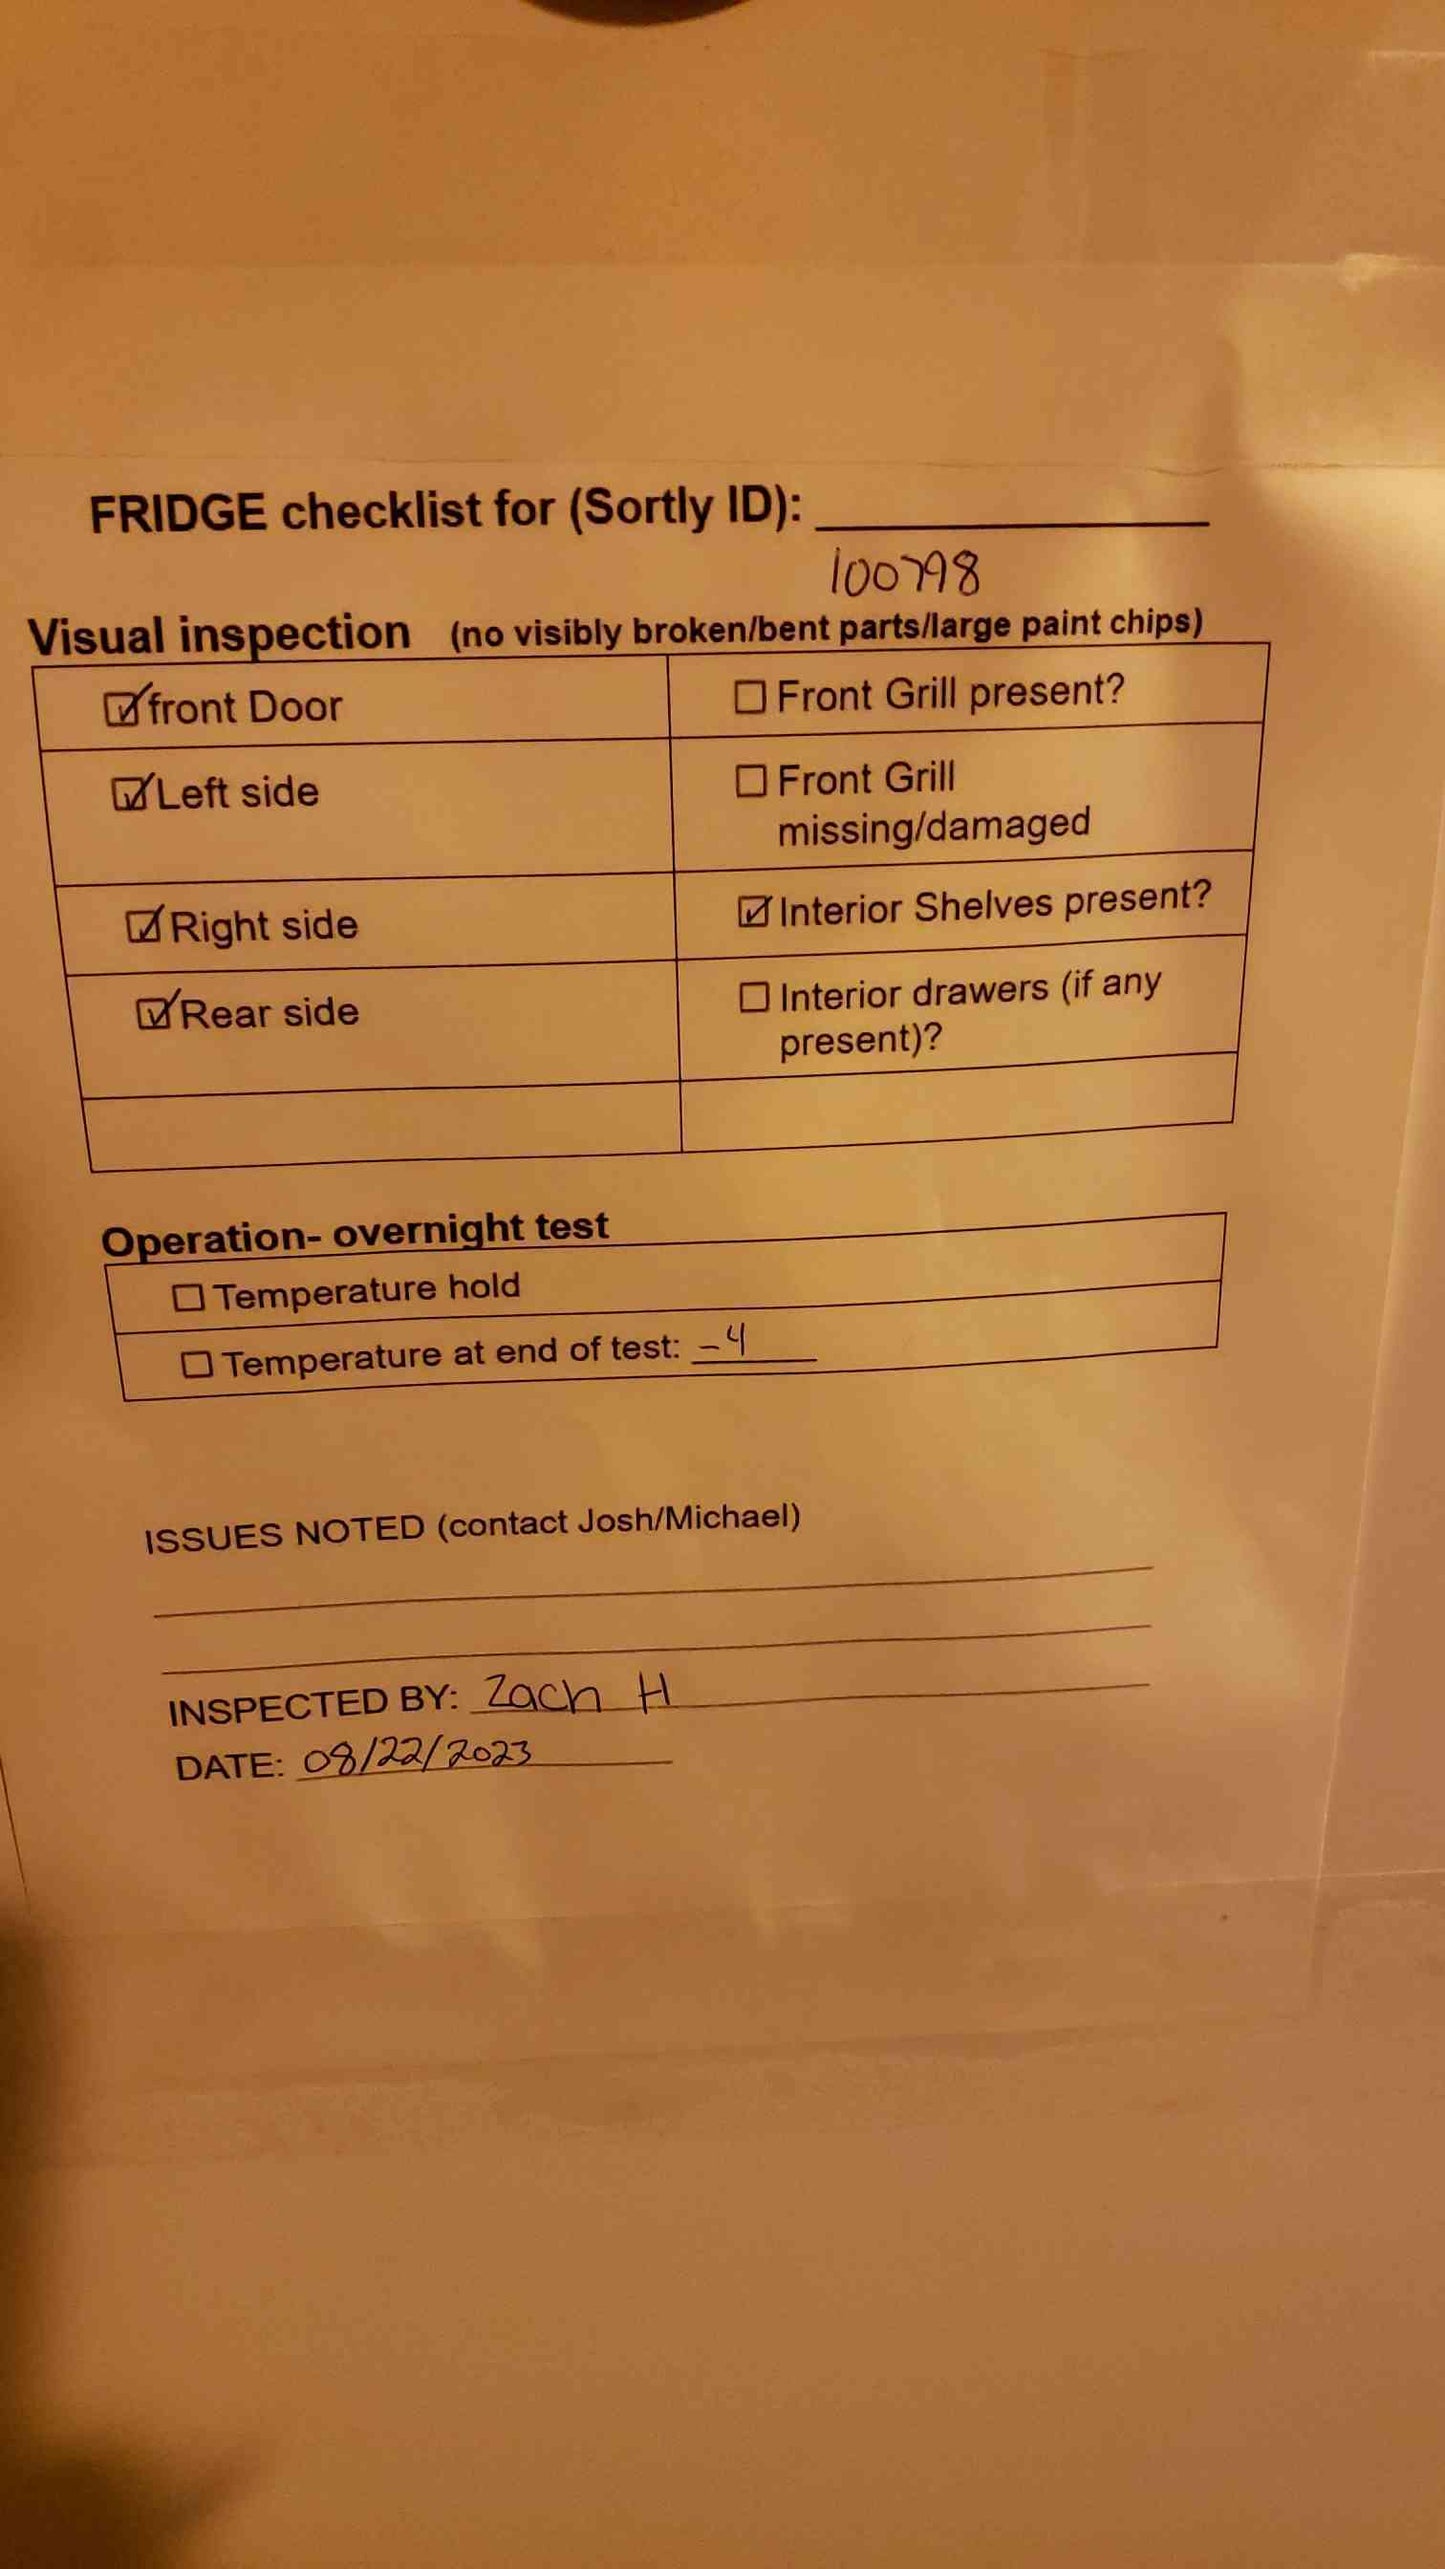 FRIDGE checklist for (Sortly ID): ____________
100798
Visual inspection (no visibly broken/bent parts/large paint chips)
☑ front Door
☐ Front Grill present?
☑ Left side
☐ Front Grill
missing/damaged
☑ Right side
☑ Interior Shelves present?
☑ Rear side
☐ Interior drawers (if any
present)?
Operation- overnight test
☐ Temperature hold
☐ Temperature at end of test: -4
ISSUES NOTED (contact Josh/Michael)
INSPECTED BY: Zach H
DATE: 08/22/2023